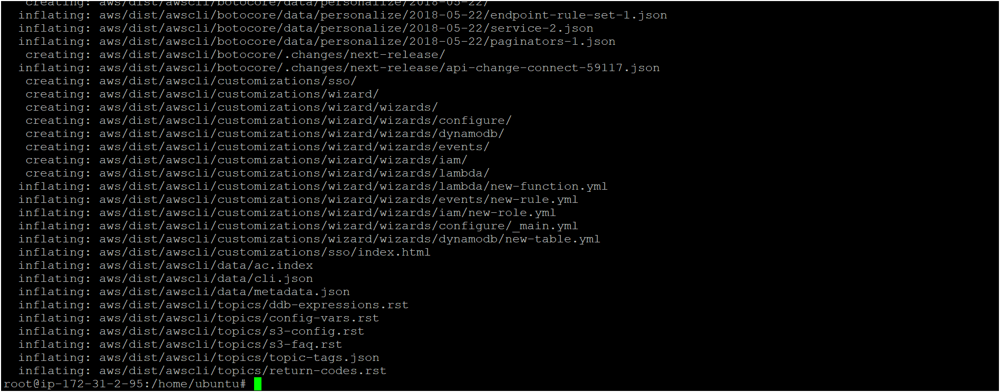 creating: aws/dist/awscli/botocore/data/personalize/2018-05-22/
inflating: aws/dist/awscli/botocore/data/personalize/2018-05-22/endpoint-rule-set-1.json
inflating: aws/dist/awscli/botocore/data/personalize/2018-05-22/service-2.json
inflating: aws/dist/awscli/botocore/data/personalize/2018-05-22/paginators-1.json
creating: aws/dist/awscli/botocore/.changes/next-release/
inflating: aws/dist/awscli/botocore/.changes/next-release/api-change-connect-59117.json
creating: aws/dist/awscli/customizations/sso/
creating: aws/dist/awscli/customizations/wizard/
creating: aws/dist/awscli/customizations/wizard/wizards/
creating: aws/dist/awscli/customizations/wizard/wizards/configure/
creating: aws/dist/awscli/customizations/wizard/wizards/dynamodb/
creating: aws/dist/awscli/customizations/wizard/wizards/events/
creating: aws/dist/awscli/customizations/wizard/wizards/iam/
creating: aws/dist/awscli/customizations/wizard/wizards/lambda/
inflating: aws/dist/awscli/customizations/wizard/wizards/lambda/new-function.yml
inflating: aws/dist/awscli/customizations/wizard/wizards/events/new-rule.yml
inflating: aws/dist/awscli/customizations/wizard/wizards/iam/new-role.yml
inflating: aws/dist/awscli/customizations/wizard/wizards/configure/_main.yml
inflating: aws/dist/awscli/customizations/wizard/wizards/dynamodb/new-table.yml
inflating: aws/dist/awscli/customizations/sso/index.html
inflating: aws/dist/awscli/data/ac.index
inflating: aws/dist/awscli/data/cli.json
inflating: aws/dist/awscli/data/metadata.json
inflating: aws/dist/awscli/topics/ddb-expressions.rst
inflating: aws/dist/awscli/topics/config-vars.rst
inflating: aws/dist/awscli/topics/s3-config.rst
inflating: aws/dist/awscli/topics/s3-faq.rst
inflating: aws/dist/awscli/topics/topic-tags.json
inflating: aws/dist/awscli/topics/return-codes.rst
root@ip-172-31-2-95:/home/ubuntu#